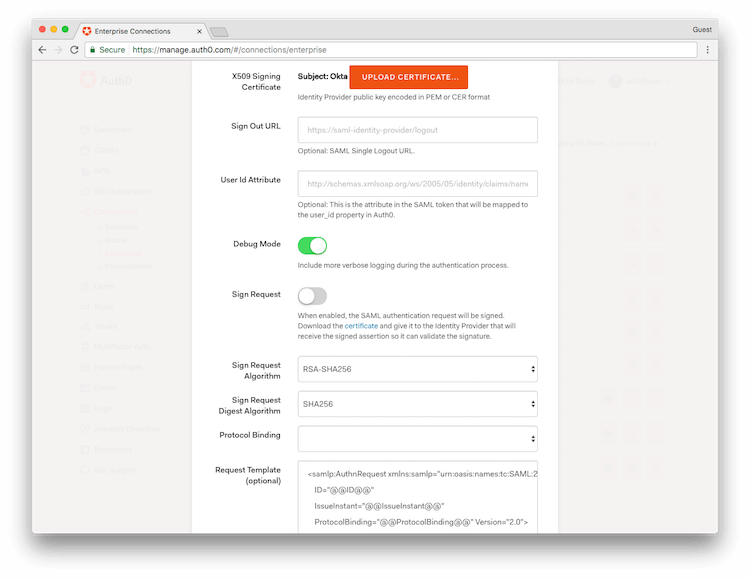 Enterprise Connections
Guest
Secure
https://manage.auth0.com/#/connections/enterprise
Auth0
X509 Signing
Certificate
Subject: Okta
UPLOAD CERTIFICATE...
Identity Provider public key encoded in PEM or CER format
Sign Out URL
https://saml-identity-provider/logout
Optional: SAML Single Logout URL.
User Id Attribute
http://schemas.xmlsoap.org/ws/2005/05/identity/claims/name
Optional: This is the attribute in the SAML token that will be mapped to
the user_id property in Auth0.
Debug Mode
Include more verbose logging during the authentication process.
Sign Request
When enabled, the SAML authentication request will be signed.
Download the certificate and give it to the Identity Provider that will
receive the signed assertion so it can validate the signature.
Sign Request
Algorithm
RSA-SHA256
Sign Request
Digest Algorithm
SHA256
Protocol Binding
Request Template
(optional)
<samlp:AuthnRequest xmlns:samlp="urn:oasis:names:tc:SAML:2
ID="@@ID@@"
IssueInstant="@@IssueInstant@@"
ProtocolBinding="@@ProtocolBinding@@" Version="2.0">